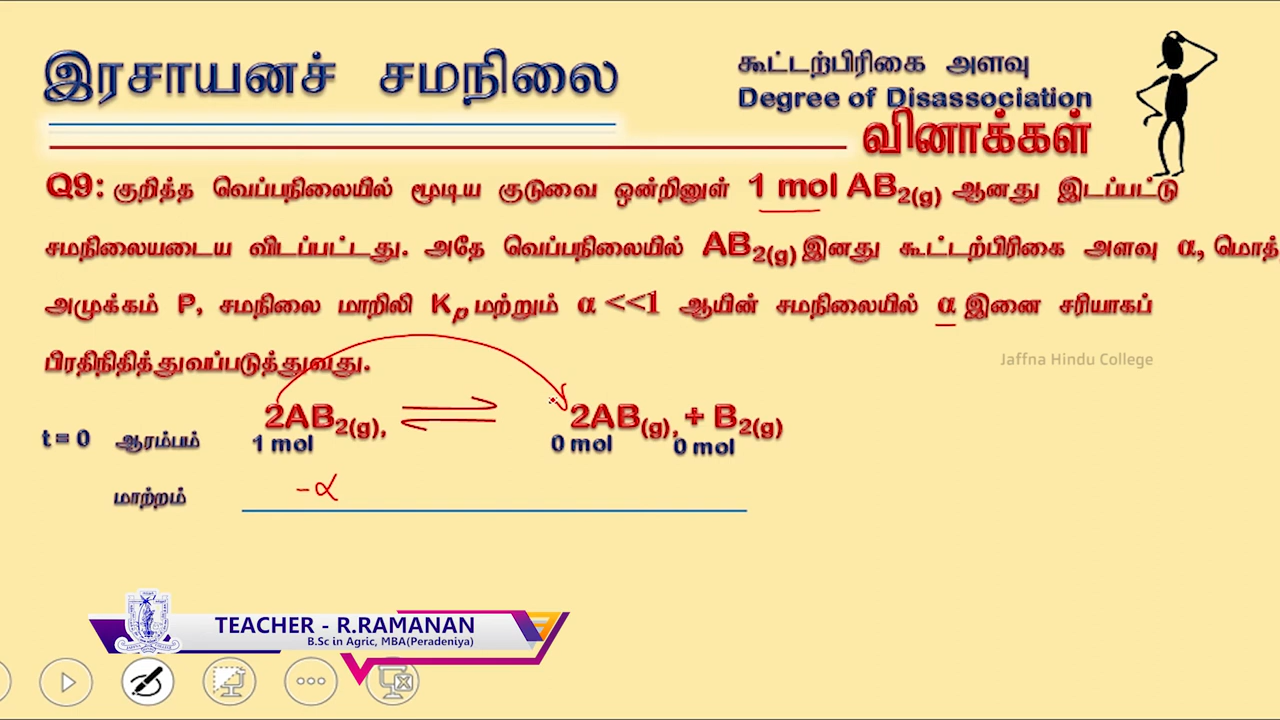 இரசாயனச் சமநிலை
கூட்டற்பிரிகை அளவு
Degree of Disassociation
வினாக்கள்
Q9: குறித்த வெப்பநிலையில் மூடிய குடுவை ஒன்றினுள் 1 mol AB2(g) ஆனது இடப்பட்டு
சமநிலையடைய விடப்பட்டது. அதே வெப்பநிலையில் AB2(g) இனது கூட்டற்பிரிகை அளவு α, மொத்
அமுக்கம் P, சமநிலை மாறிலி Kp மற்றும் α <<1 ஆயின் சமநிலையில் α இனை சரியாகப்
பிரதிநிதித்துவப்படுத்துவது.
Jaffna Hindu College
2AB2(g), ⇌ 2AB(g), + B2(g)
t = 0 ஆரம்பம் 1 mol 0 mol 0 mol
மாற்றம் -α
TEACHER - R.RAMANAN
B.Sc in Agric, MBA(Peradeniya)